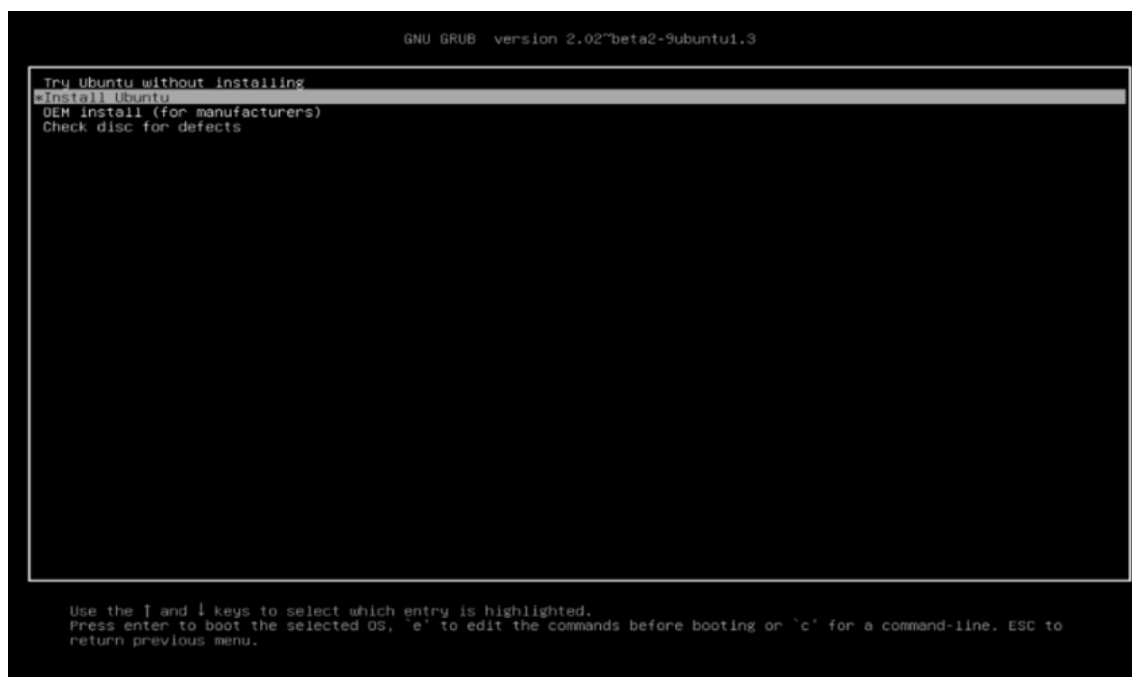 GNU GRUB version 2.02~beta2-9ubuntu1.3
Try Ubuntu without installing
*Install Ubuntu
OEM install (for manufacturers)
Check disc for defects
Use the ↑ and ↓ keys to select which entry is highlighted.
Press enter to boot the selected OS, `e' to edit the commands before booting or `c' for a command-line. ESC to
return previous menu.